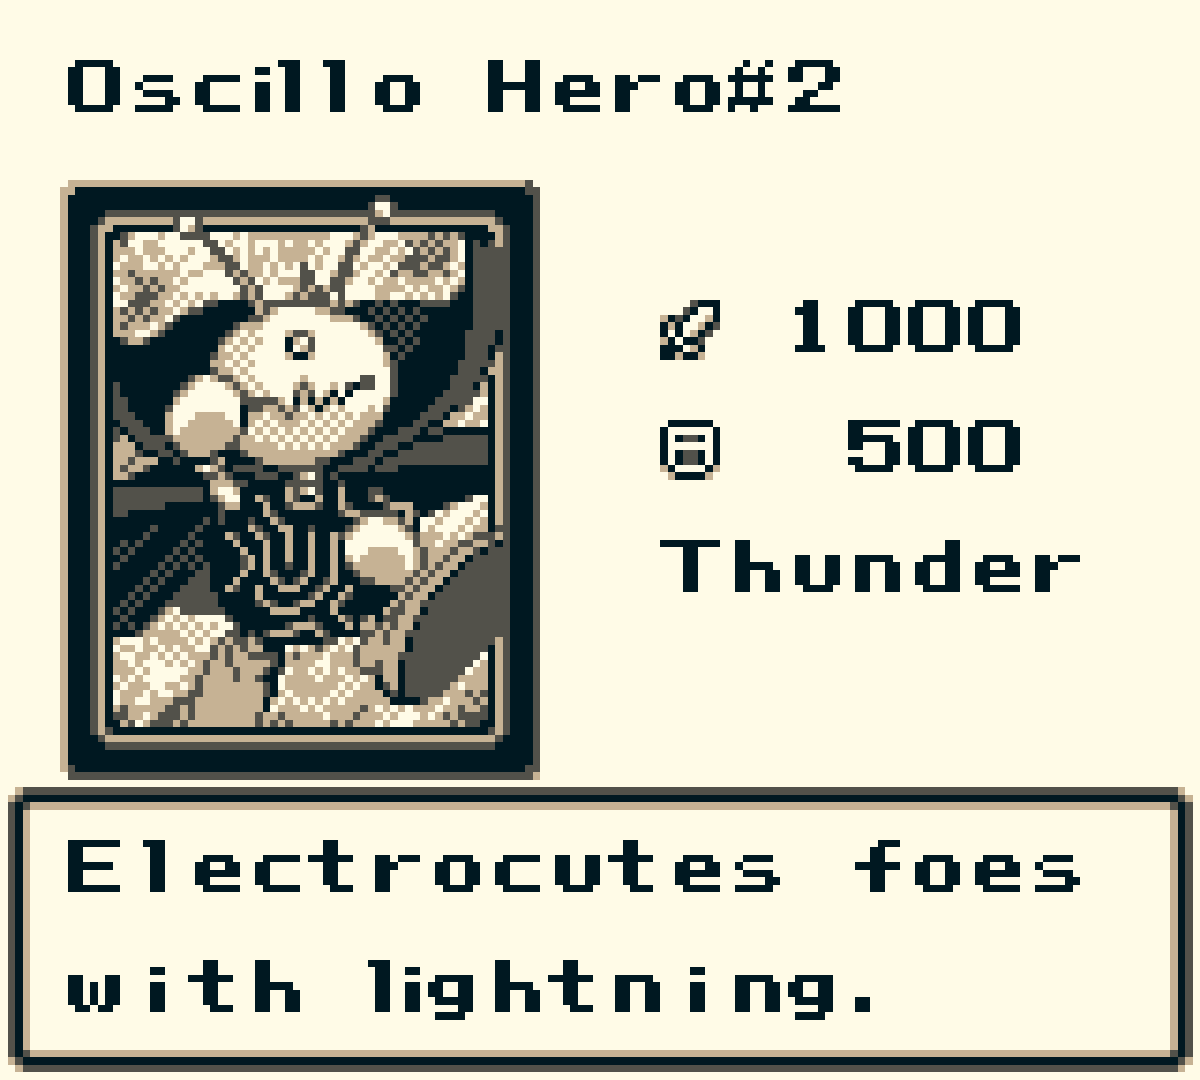 Oscillo Hero#2
1000
500
Thunder
Electrocutes foes
with lightning.